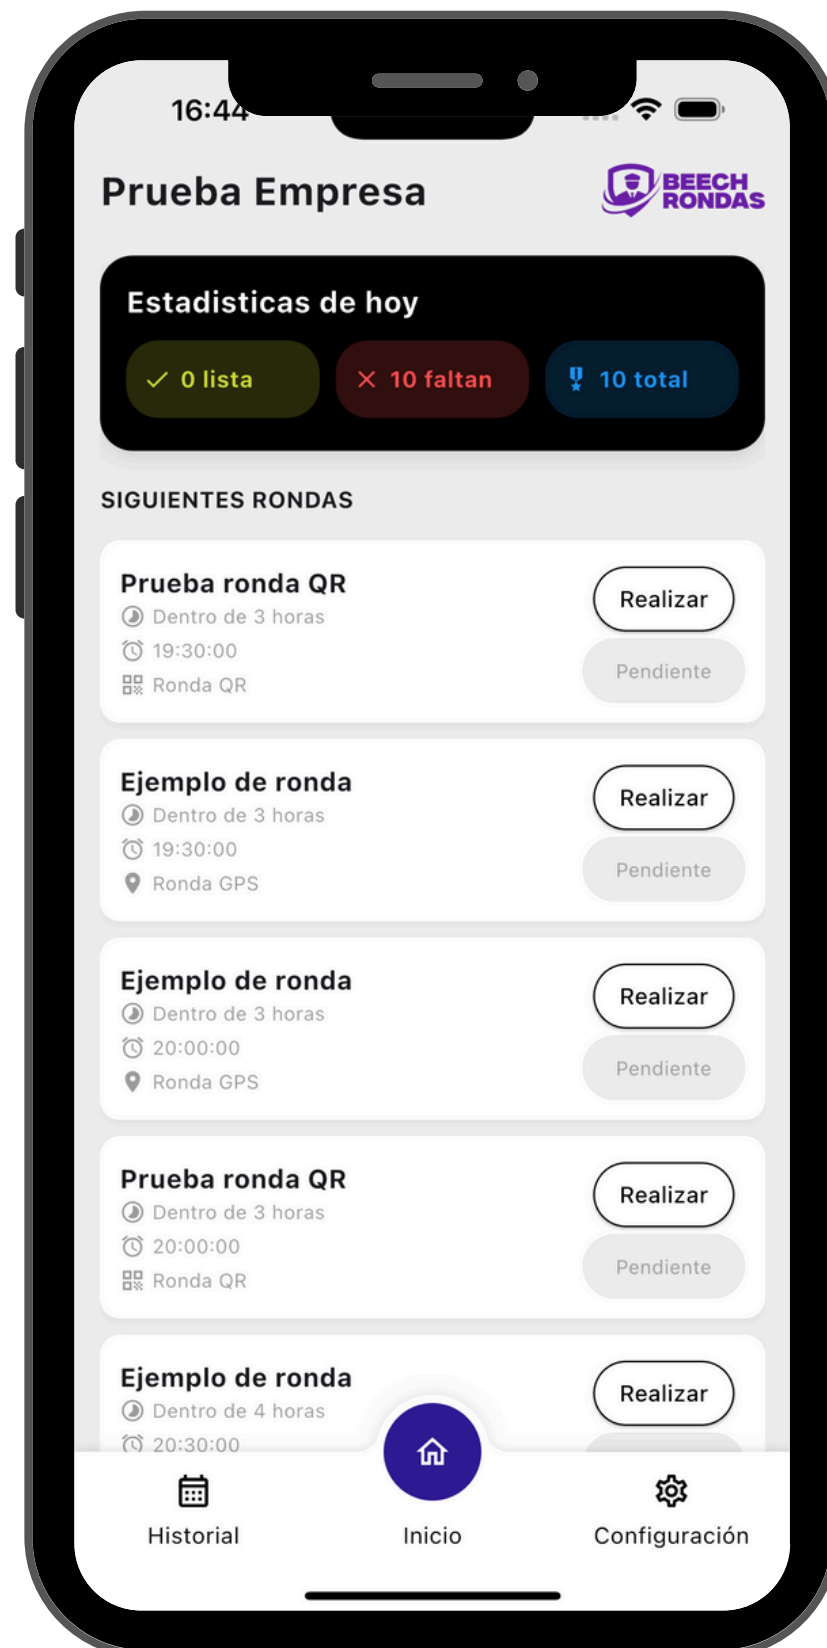 16:44
Prueba Empresa
BEECH
RONDAS
Estadisticas de hoy
0 lista
10 faltan
10 total
SIGUIENTES RONDAS
Prueba ronda QR
Dentro de 3 horas
19:30:00
Ronda QR
Realizar
Pendiente
Ejemplo de ronda
Dentro de 3 horas
19:30:00
Ronda GPS
Realizar
Pendiente
Ejemplo de ronda
Dentro de 3 horas
20:00:00
Ronda GPS
Realizar
Pendiente
Prueba ronda QR
Dentro de 3 horas
20:00:00
Ronda QR
Realizar
Pendiente
Ejemplo de ronda
Dentro de 4 horas
20:30:00
Realizar
Historial
Inicio
Configuración